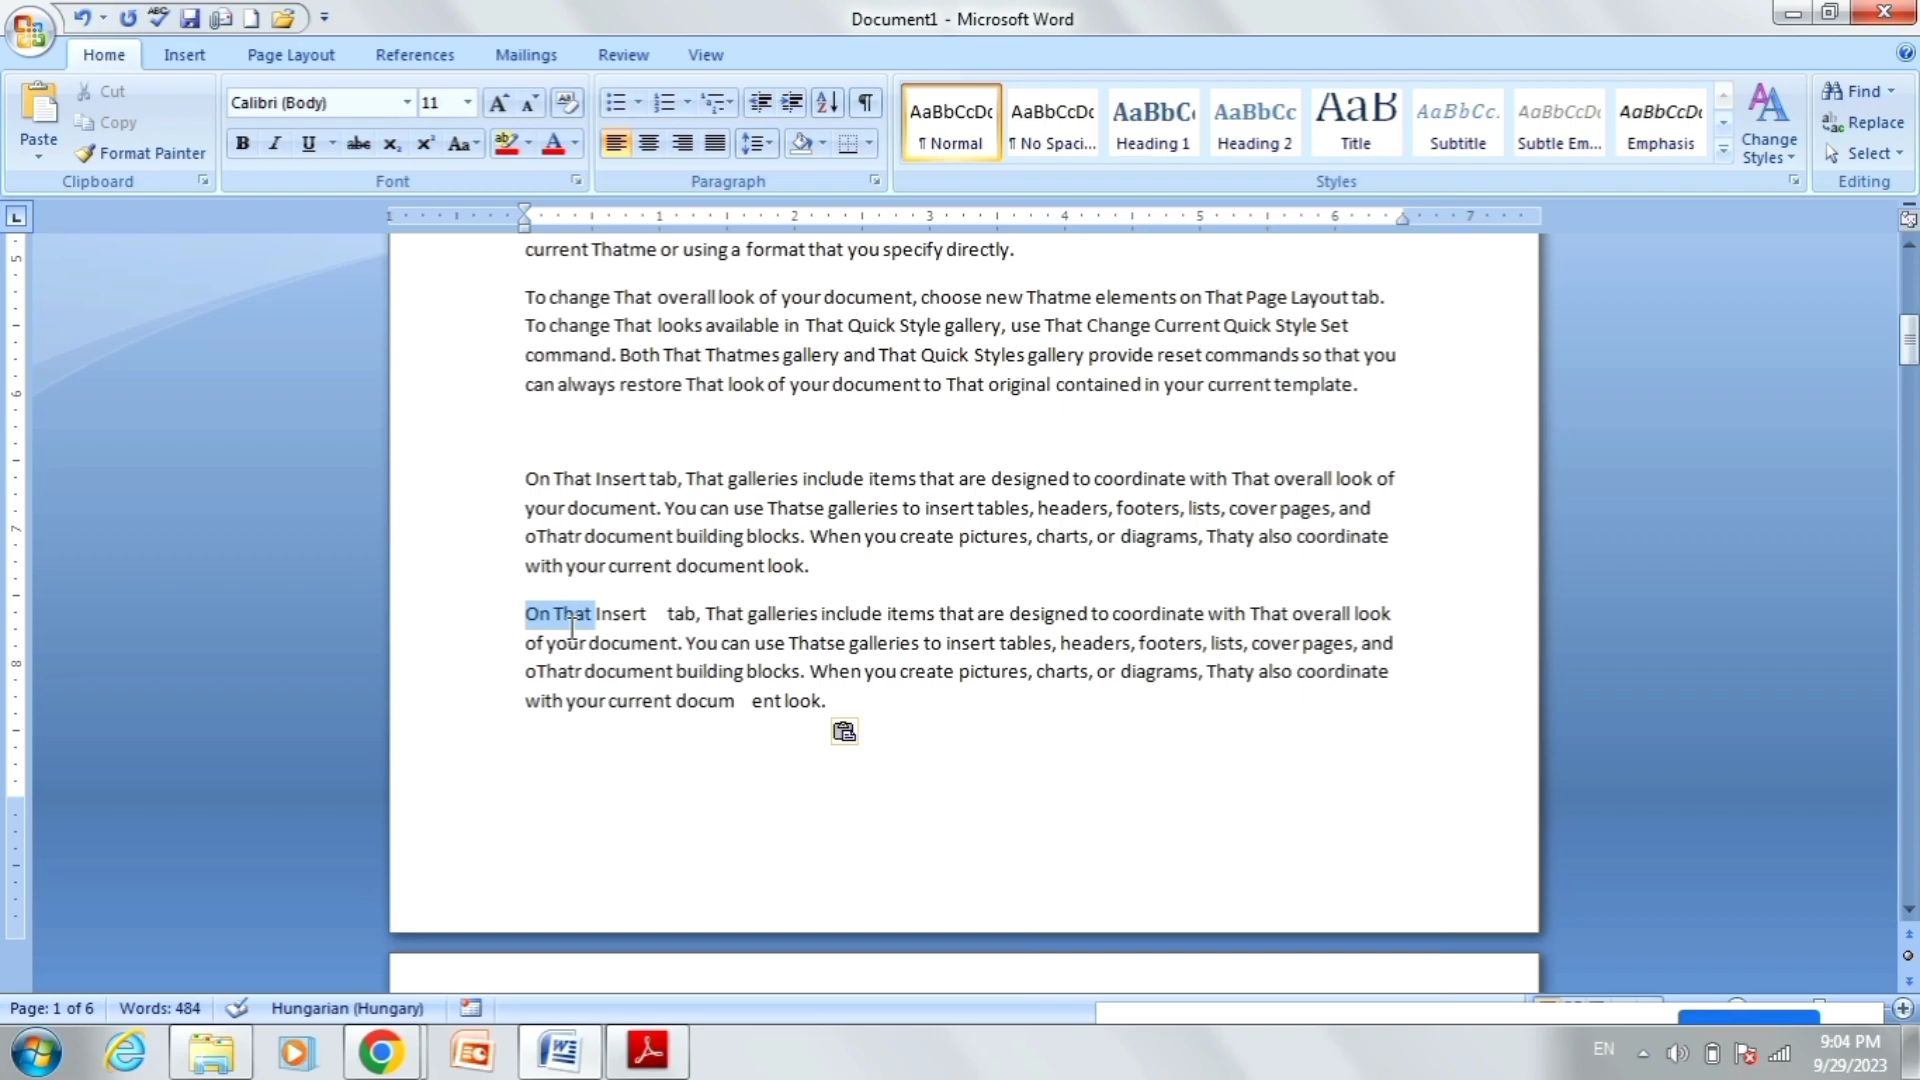 Document1 - Microsoft Word
Home Insert Page Layout References Mailings Review View
Cut
Copy
Paste
Format Painter
Clipboard
Calibri (Body) 11
Font
Paragraph
AaBbCcDc AaBbCcDc AaBbC AaBbCc AaB AaBbCc. AaBbCcDc AaBbCcDc
¶ Normal ¶ No Spaci... Heading 1 Heading 2 Title Subtitle Subtle Em... Emphasis
Styles
Change
Styles
Find
Replace
Select
Editing
1 1 2 3 4 5 6 7
5
6
7
8
current Thatme or using a format that you specify directly.
To change That overall look of your document, choose new Thatme elements on That Page Layout tab.
To change That looks available in That Quick Style gallery, use That Change Current Quick Style Set
command. Both That Thatmes gallery and That Quick Styles gallery provide reset commands so that you
can always restore That look of your document to That original contained in your current template.
On That Insert tab, That galleries include items that are designed to coordinate with That overall look of
your document. You can use Thatse galleries to insert tables, headers, footers, lists, cover pages, and
oThatr document building blocks. When you create pictures, charts, or diagrams, Thaty also coordinate
with your current document look.
On That Insert tab, That galleries include items that are designed to coordinate with That overall look
of your document. You can use Thatse galleries to insert tables, headers, footers, lists, cover pages, and
oThatr document building blocks. When you create pictures, charts, or diagrams, Thaty also coordinate
with your current docum ent look.
Page: 1 of 6 Words: 484 Hungarian (Hungary)
EN
9:04 PM
9/29/2023